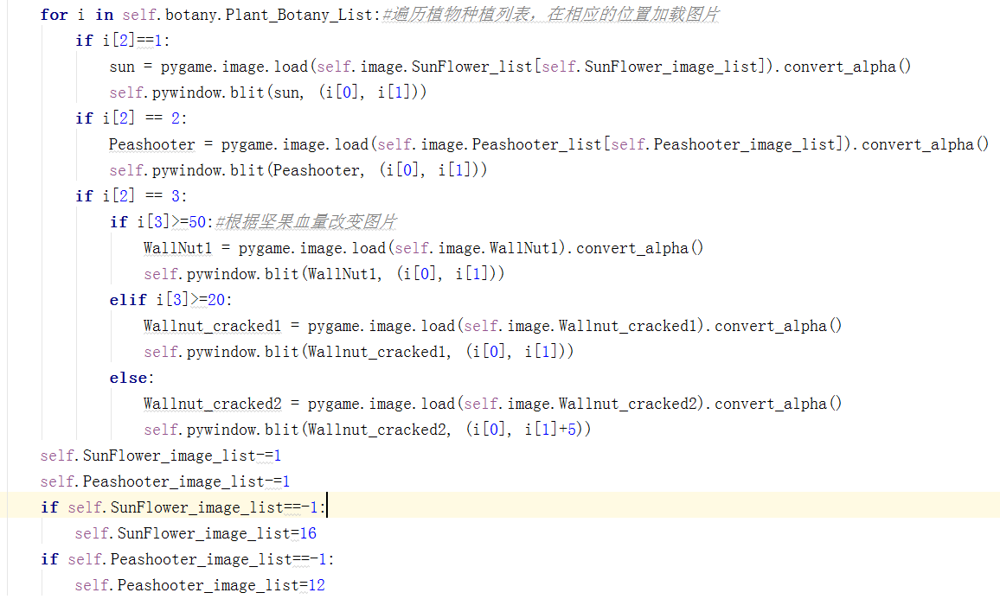 for i in self.botany.Plant_Botany_List:#遍历植物种植列表，在相应的位置加载图片
    if i[2]==1:
        sun = pygame.image.load(self.image.SunFlower_list[self.SunFlower_image_list]).convert_alpha()
        self.pywindow.blit(sun, (i[0], i[1]))
    if i[2] == 2:
        Peashooter = pygame.image.load(self.image.Peashooter_list[self.Peashooter_image_list]).convert_alpha()
        self.pywindow.blit(Peashooter, (i[0], i[1]))
    if i[2] == 3:
        if i[3]>=50:#根据坚果血量改变图片
            WallNut1 = pygame.image.load(self.image.WallNut1).convert_alpha()
            self.pywindow.blit(WallNut1, (i[0], i[1]))
        elif i[3]>=20:
            Wallnut_cracked1 = pygame.image.load(self.image.Wallnut_cracked1).convert_alpha()
            self.pywindow.blit(Wallnut_cracked1, (i[0], i[1]))
        else:
            Wallnut_cracked2 = pygame.image.load(self.image.Wallnut_cracked2).convert_alpha()
            self.pywindow.blit(Wallnut_cracked2, (i[0], i[1]+5))
self.SunFlower_image_list-=1
self.Peashooter_image_list-=1
if self.SunFlower_image_list==-1:
    self.SunFlower_image_list=16
if self.Peashooter_image_list==-1:
    self.Peashooter_image_list=12